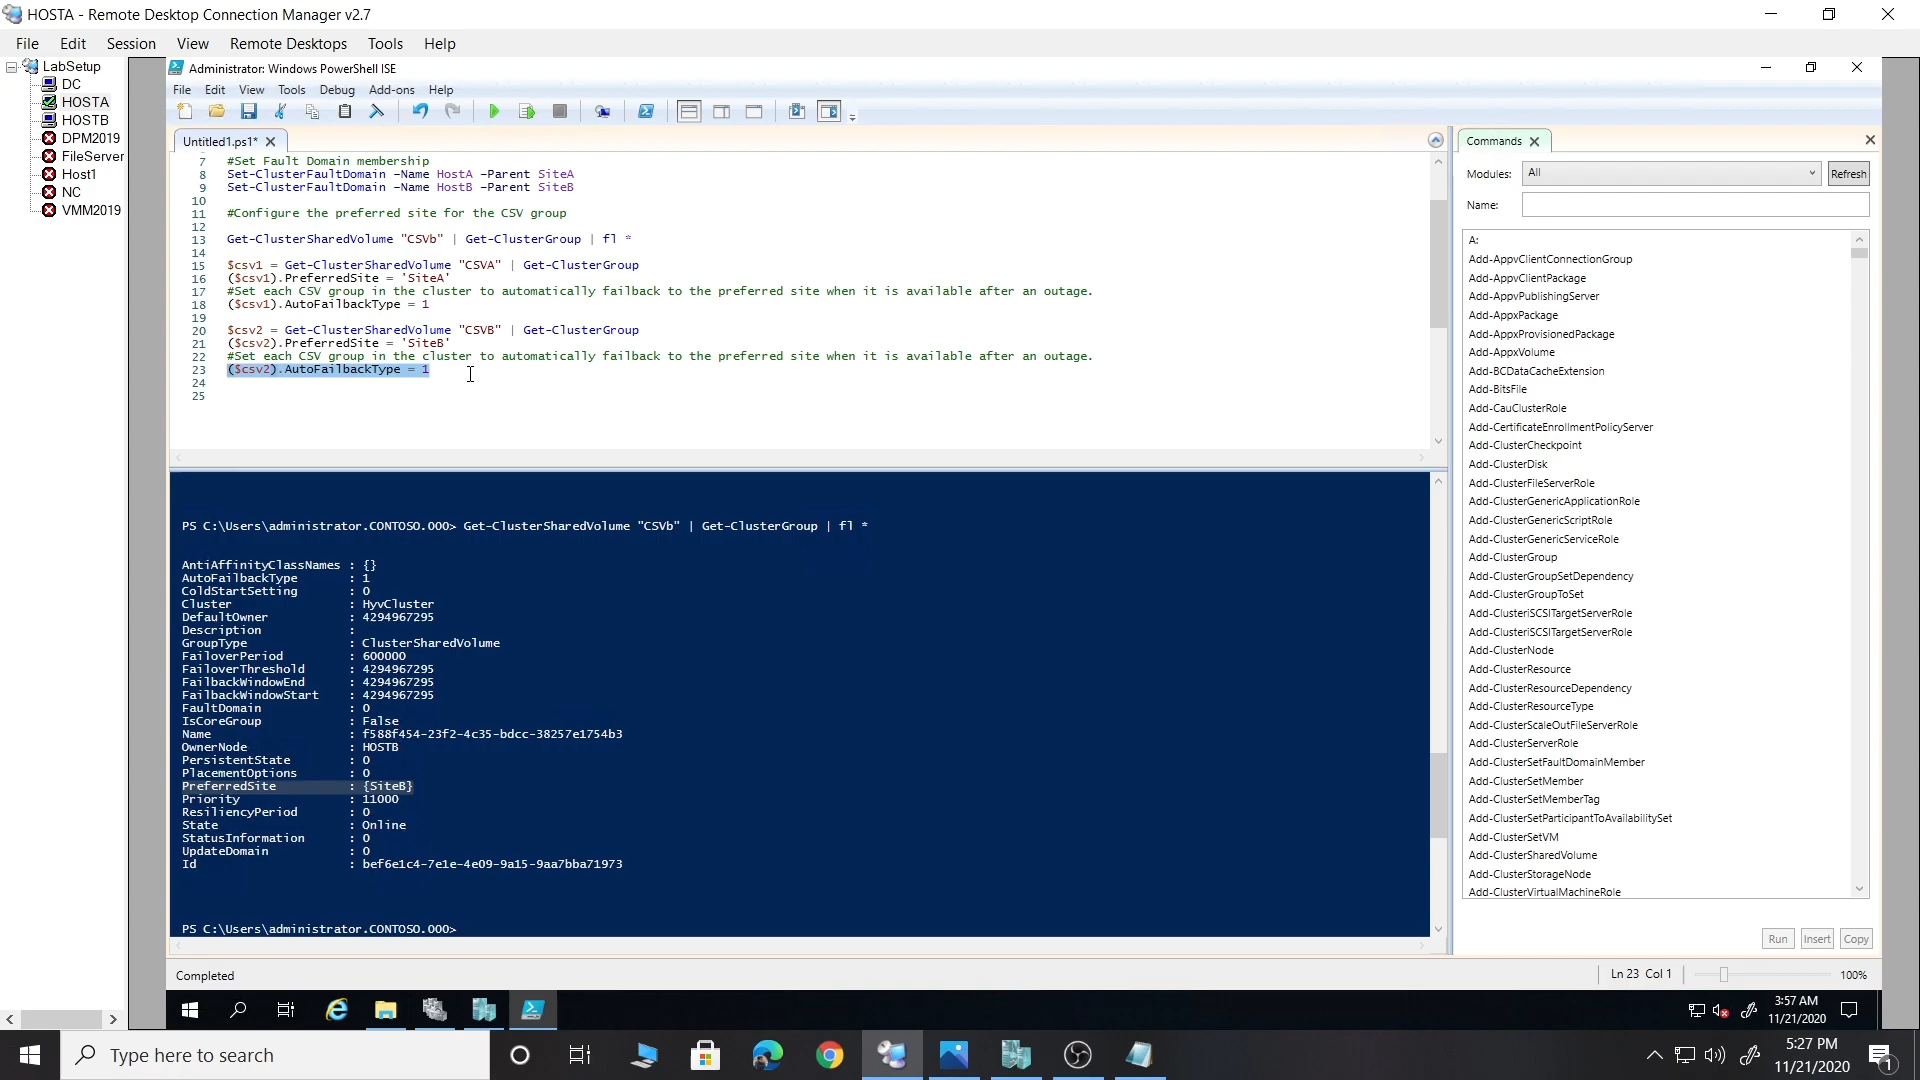 HOSTA - Remote Desktop Connection Manager v2.7
File Edit Session View Remote Desktops Tools Help
LabSetup
DC
HOSTA
HOSTB
DPM2019
FileServer
Host1
NC
VMM2019
Administrator: Windows PowerShell ISE
File Edit View Tools Debug Add-ons Help
Untitled1.ps1*
7 #Set Fault Domain membership
8 Set-ClusterFaultDomain -Name HostA -Parent SiteA
9 Set-ClusterFaultDomain -Name HostB -Parent SiteB
10
11 #Configure the preferred site for the CSV group
12
13 Get-ClusterSharedVolume "CSVb" | Get-ClusterGroup | fl *
14
15 $csv1 = Get-ClusterSharedVolume "CSVA" | Get-ClusterGroup
16 ($csv1).PreferredSite = 'SiteA'
17 #Set each CSV group in the cluster to automatically failback to the preferred site when it is available after an outage.
18 ($csv1).AutoFailbackType = 1
19
20 $csv2 = Get-ClusterSharedVolume "CSVB" | Get-ClusterGroup
21 ($csv2).PreferredSite = 'SiteB'
22 #Set each CSV group in the cluster to automatically failback to the preferred site when it is available after an outage.
23 ($csv2).AutoFailbackType = 1
24
25
PS C:\Users\administrator.CONTOSO.000> Get-ClusterSharedVolume "CSVb" | Get-ClusterGroup | fl *
AntiAffinityClassNames : {}
AutoFailbackType : 1
ColdStartSetting : 0
Cluster : HyvCluster
DefaultOwner : 4294967295
Description :
GroupType : ClusterSharedVolume
FailoverPeriod : 600000
FailoverThreshold : 4294967295
FailbackWindowEnd : 4294967295
FailbackWindowStart : 4294967295
FaultDomain : 0
IsCoreGroup : False
Name : f588f454-23f2-4c35-bdcc-38257e1754b3
OwnerNode : HOSTB
PersistentState : 0
PlacementOptions : 0
PreferredSite : {SiteB}
Priority : 11000
ResiliencyPeriod : 0
State : Online
StatusInformation : 0
UpdateDomain : 0
Id : bef6e1c4-7e1e-4e09-9a15-9aa7bba71973
PS C:\Users\administrator.CONTOSO.000>
Completed
Ln 23 Col 1
100%
Commands
Modules: All Refresh
Name:
A:
Add-AppvClientConnectionGroup
Add-AppvClientPackage
Add-AppvPublishingServer
Add-AppxPackage
Add-AppxProvisionedPackage
Add-AppxVolume
Add-BCDataCacheExtension
Add-BitsFile
Add-CauClusterRole
Add-CertificateEnrollmentPolicyServer
Add-ClusterCheckpoint
Add-ClusterDisk
Add-ClusterFileServerRole
Add-ClusterGenericApplicationRole
Add-ClusterGenericScriptRole
Add-ClusterGenericServiceRole
Add-ClusterGroup
Add-ClusterGroupSetDependency
Add-ClusterGroupToSet
Add-ClusteriSCSITargetServerRole
Add-ClusteriSCSITargetServerRole
Add-ClusterNode
Add-ClusterResource
Add-ClusterResourceDependency
Add-ClusterResourceType
Add-ClusterScaleOutFileServerRole
Add-ClusterServerRole
Add-ClusterSetFaultDomainMember
Add-ClusterSetMember
Add-ClusterSetMemberTag
Add-ClusterSetParticipantToAvailabilitySet
Add-ClusterSetVM
Add-ClusterSharedVolume
Add-ClusterStorageNode
Add-ClusterVirtualMachineRole
Run Insert Copy
3:57 AM
11/21/2020
Type here to search
5:27 PM
11/21/2020
1